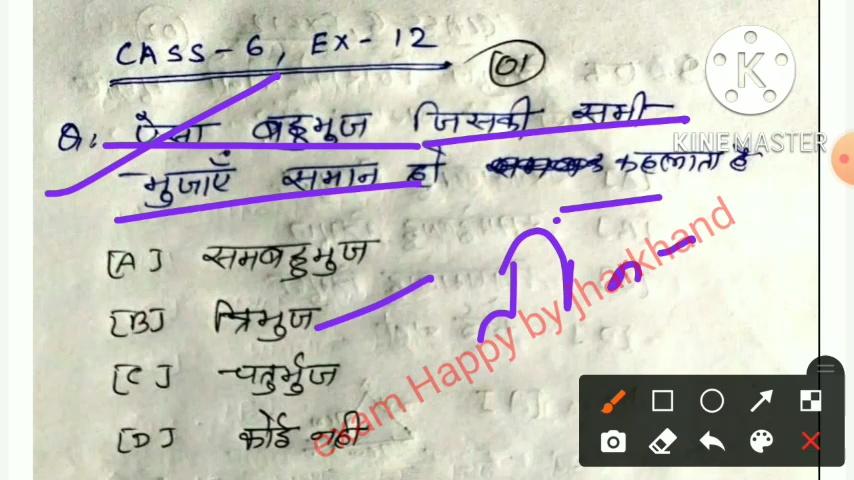 CASS-6, EX-12
01
Q. ऐसा बहुभुज जिसकी सभी
भुजाएँ समान हो कहलाता है
[A] समबहुभुज
[B] त्रिभुज
[C] चतुर्भुज
[D] कोई नही
K
KINEMASTER
exam Happy by jharkhand